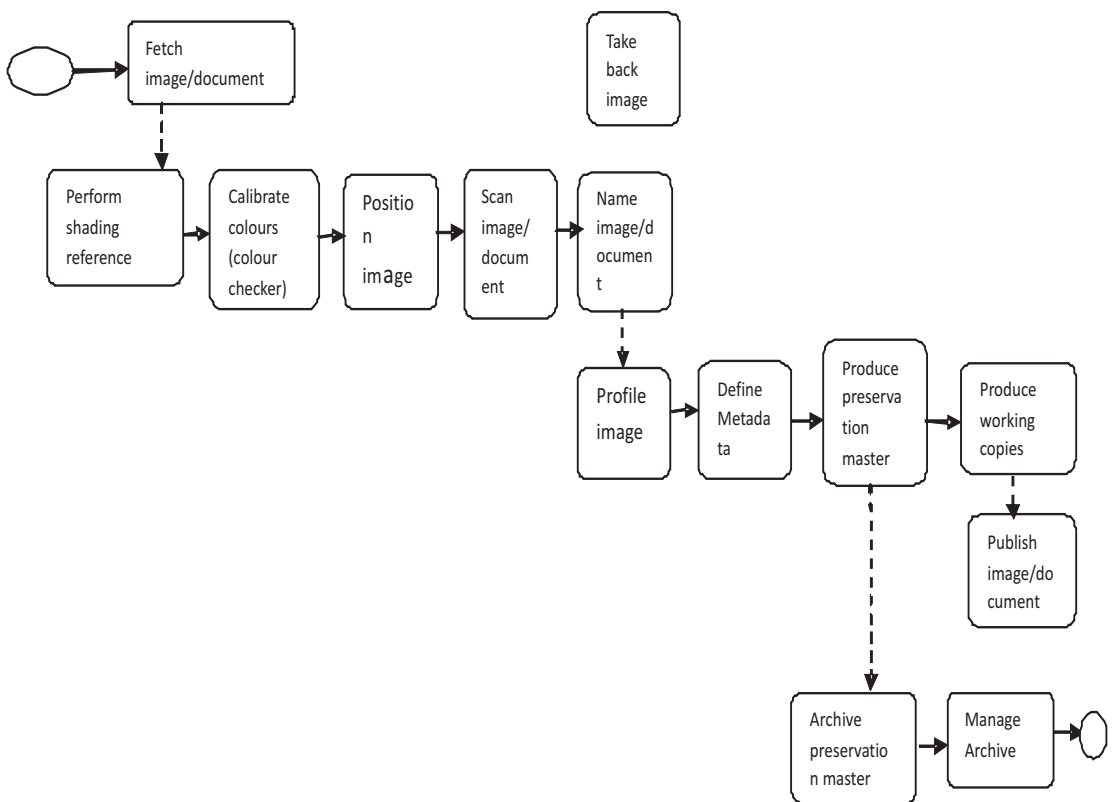 Fetch
image/document
Take
back
image
Perform
shading
reference
Calibrate
colours
(colour
checker)
Positio
n
image
Scan
image/
docum
ent
Name
image/d
ocumen
t
Profile
image
Define
Metada
ta
Produce
preserva
tion
master
Produce
working
copies
Publish
image/do
cument
Archive
preservatio
n master
Manage
Archive